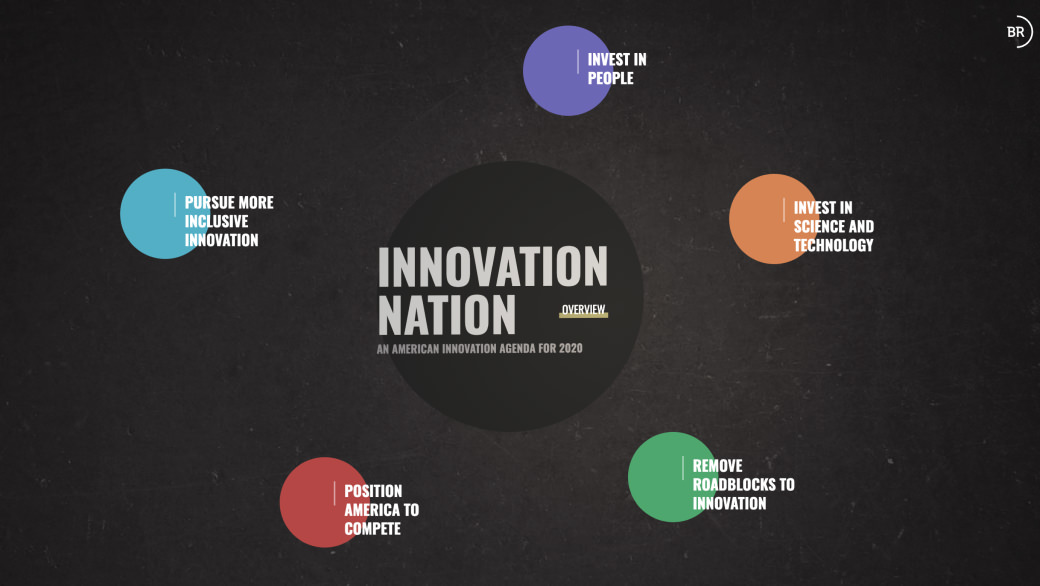 BR
INVEST IN
PEOPLE
PURSUE MORE
INCLUSIVE
INNOVATION
INVEST IN
SCIENCE AND
TECHNOLOGY
INNOVATION
NATION
OVERVIEW
AN AMERICAN INNOVATION AGENDA FOR 2020
REMOVE
ROADBLOCKS TO
INNOVATION
POSITION
AMERICA TO
COMPETE